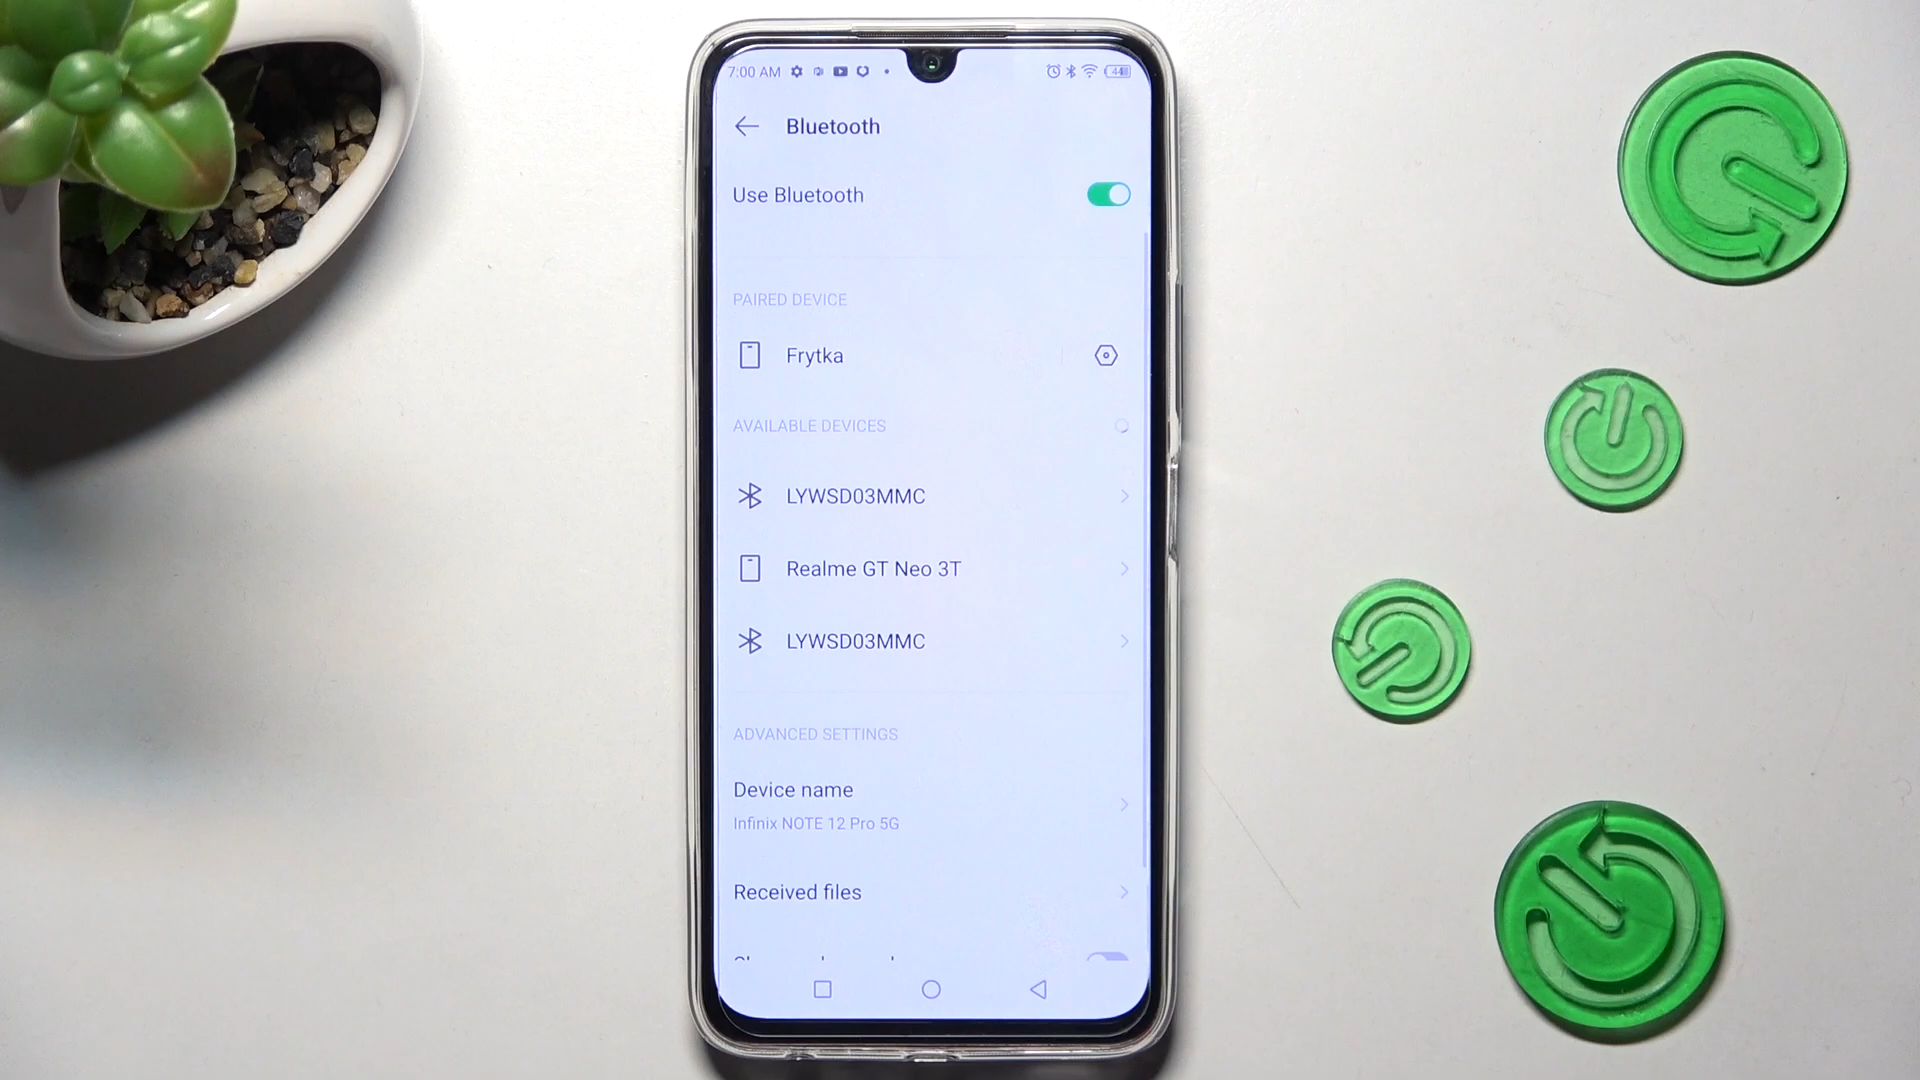 7:00 AM
44
Bluetooth
Use Bluetooth
PAIRED DEVICE
Frytka
AVAILABLE DEVICES
LYWSD03MMC
Realme GT Neo 3T
LYWSD03MMC
ADVANCED SETTINGS
Device name
Infinix NOTE 12 Pro 5G
Received files